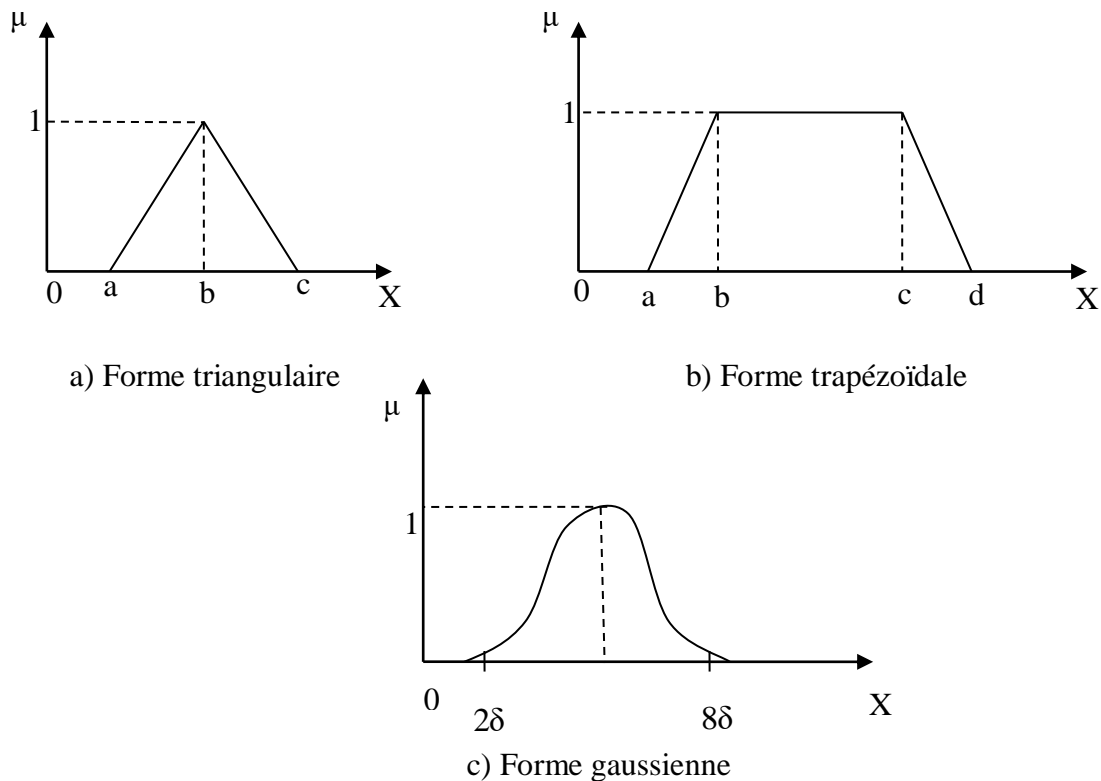 μ
1
0
a
b
c
X
a) Forme triangulaire
μ
1
0
a
b
c
d
X
b) Forme trapézoïdale
μ
1
0
2δ
8δ
X
c) Forme gaussienne